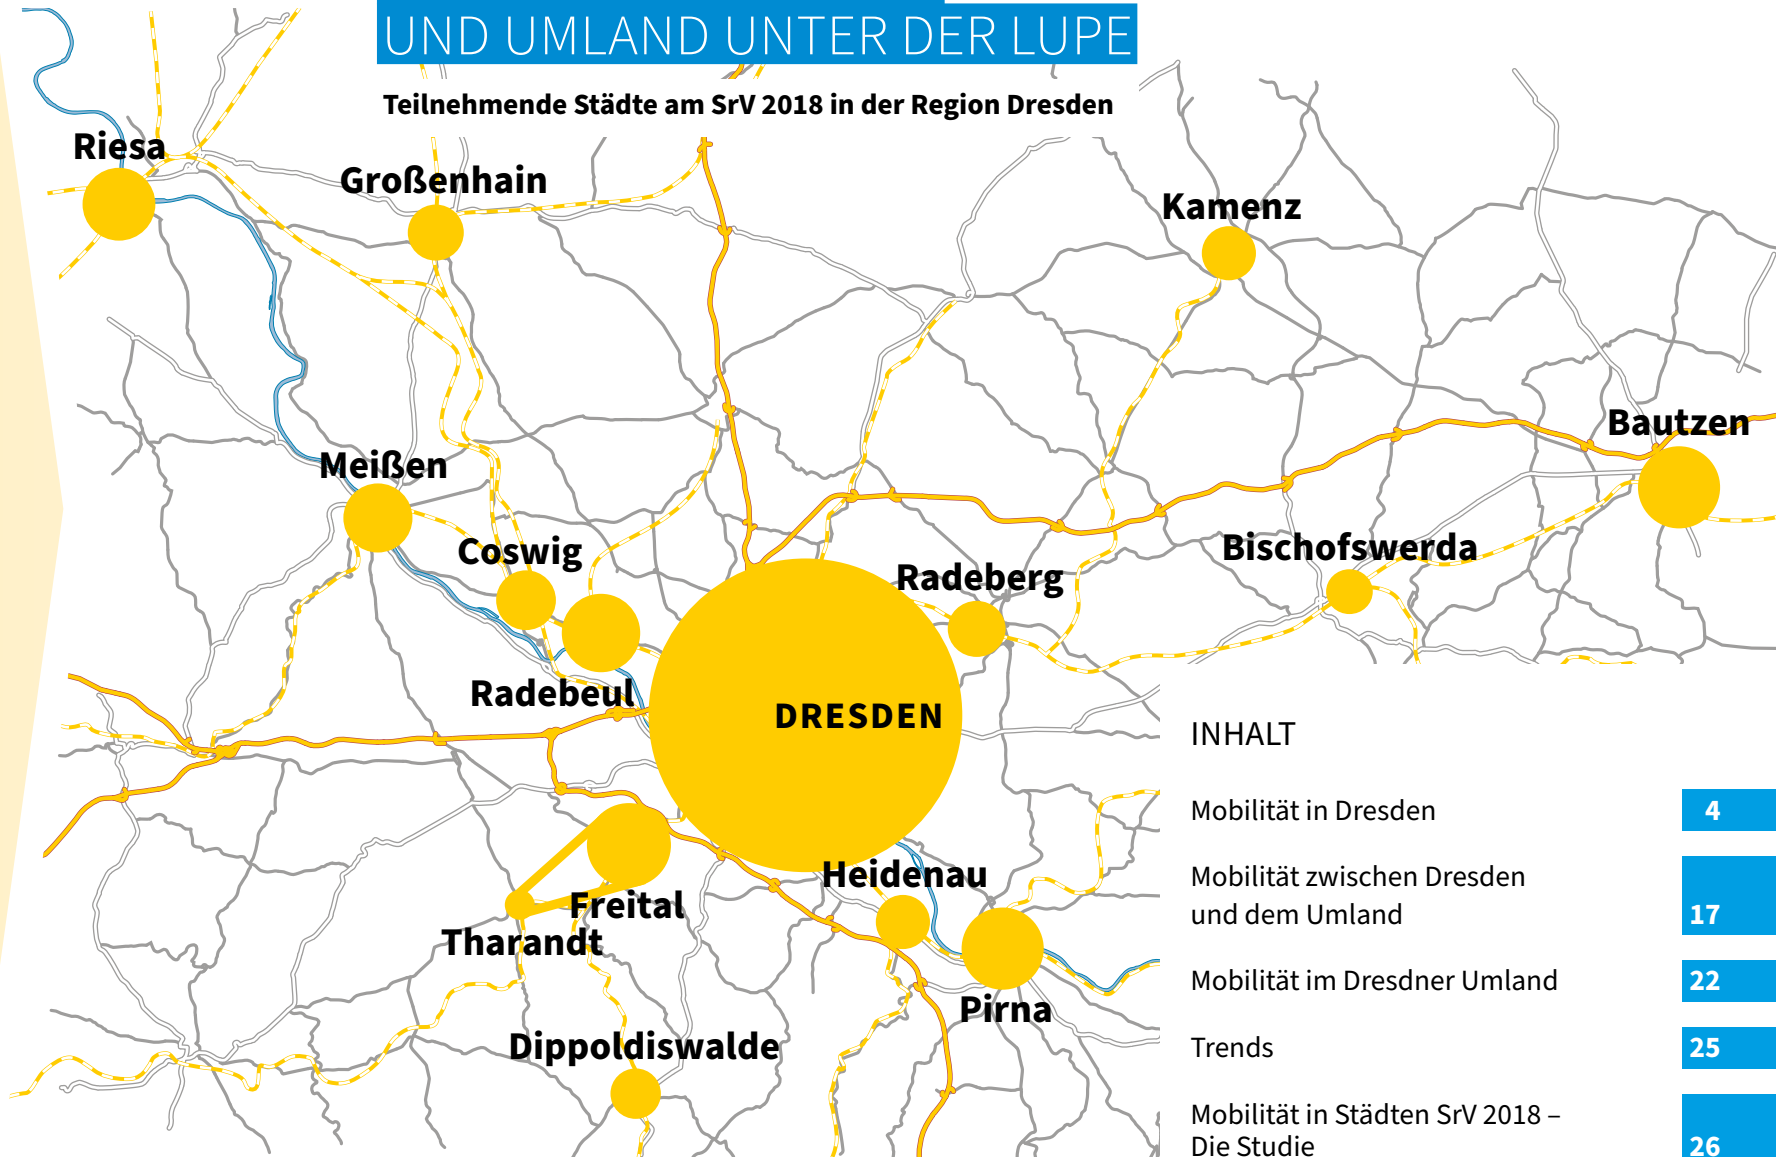 UND UMLAND UNTER DER LUPE
Teilnehmende Städte am SrV 2018 in der Region Dresden
Riesa
Großenhain
Kamenz
Bautzen
Meißen
Coswig
Bischofswerda
Radeberg
Radebeul
DRESDEN
Heidenau
Freital
Tharandt
Pirna
Dippoldiswalde
INHALT
Mobilität in Dresden 4
Mobilität zwischen Dresden
und dem Umland 17
Mobilität im Dresdner Umland 22
Trends 25
Mobilität in Städten SrV 2018 –
Die Studie 26